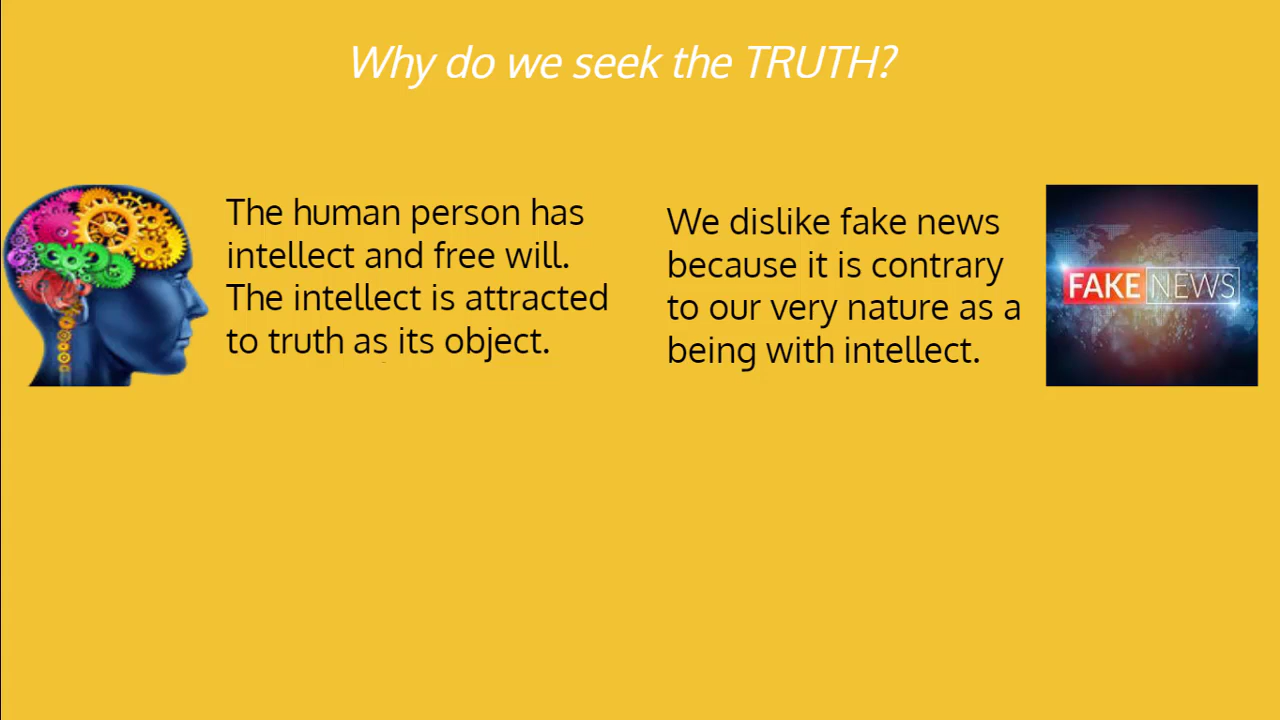 Why do we seek the TRUTH?
The human person has
intellect and free will.
The intellect is attracted
to truth as its object.
We dislike fake news
because it is contrary
to our very nature as a
being with intellect.
FAKE NEWS